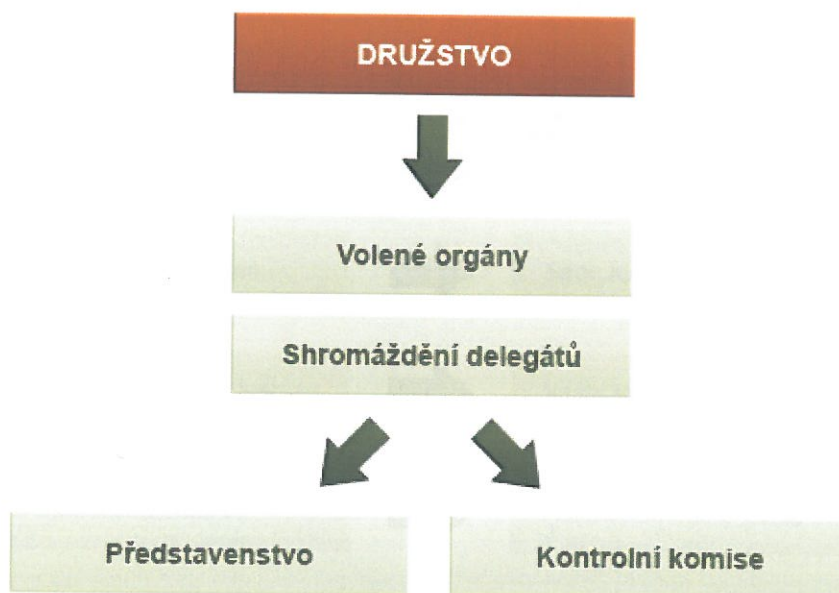 DRUŽSTVO
Volené orgány
Shromáždění delegátů
Představenstvo
Kontrolní komise